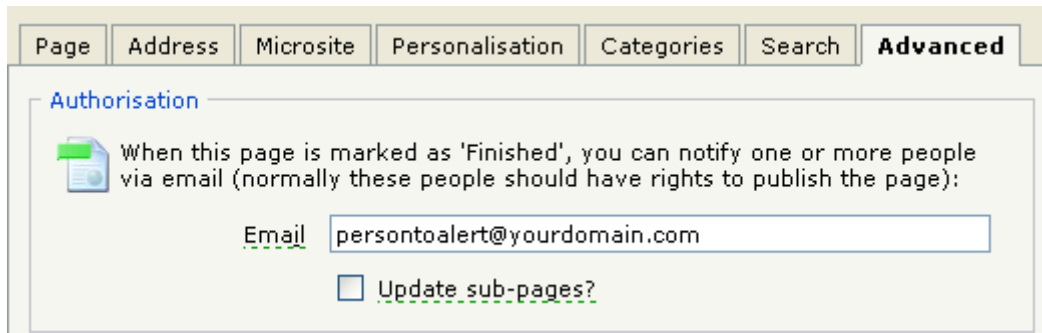 Page Address Microsite Personalisation Categories Search Advanced
Authorisation
When this page is marked as 'Finished', you can notify one or more people
via email (normally these people should have rights to publish the page):
Email persontoalert@yourdomain.com
Update sub-pages?